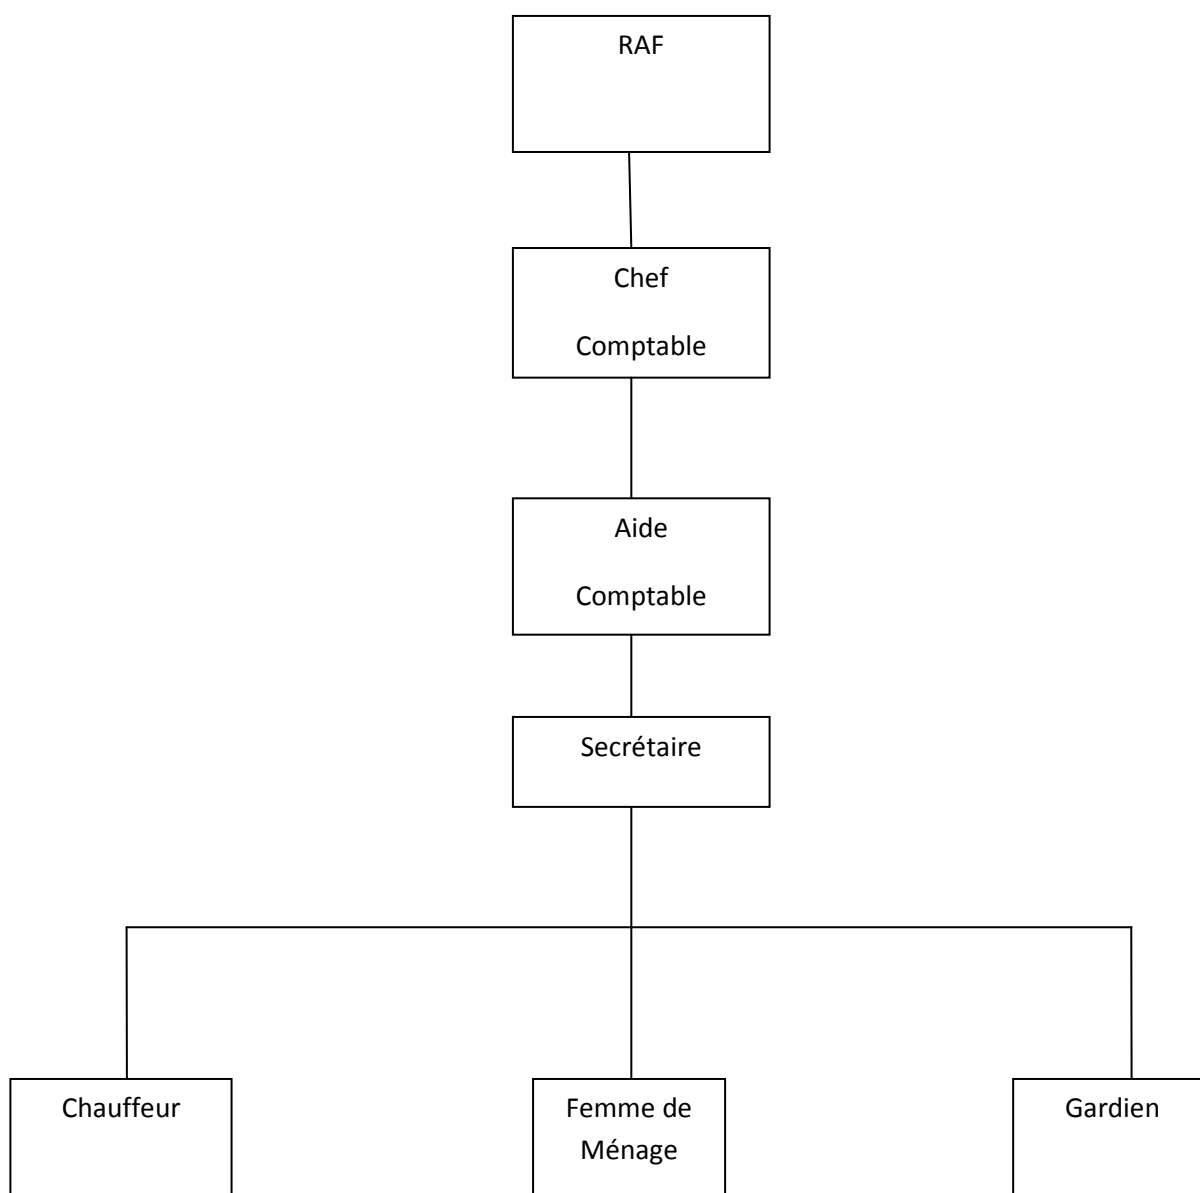 RAF
Chef
Comptable
Aide
Comptable
Secrétaire
Chauffeur
Femme de
Ménage
Gardien